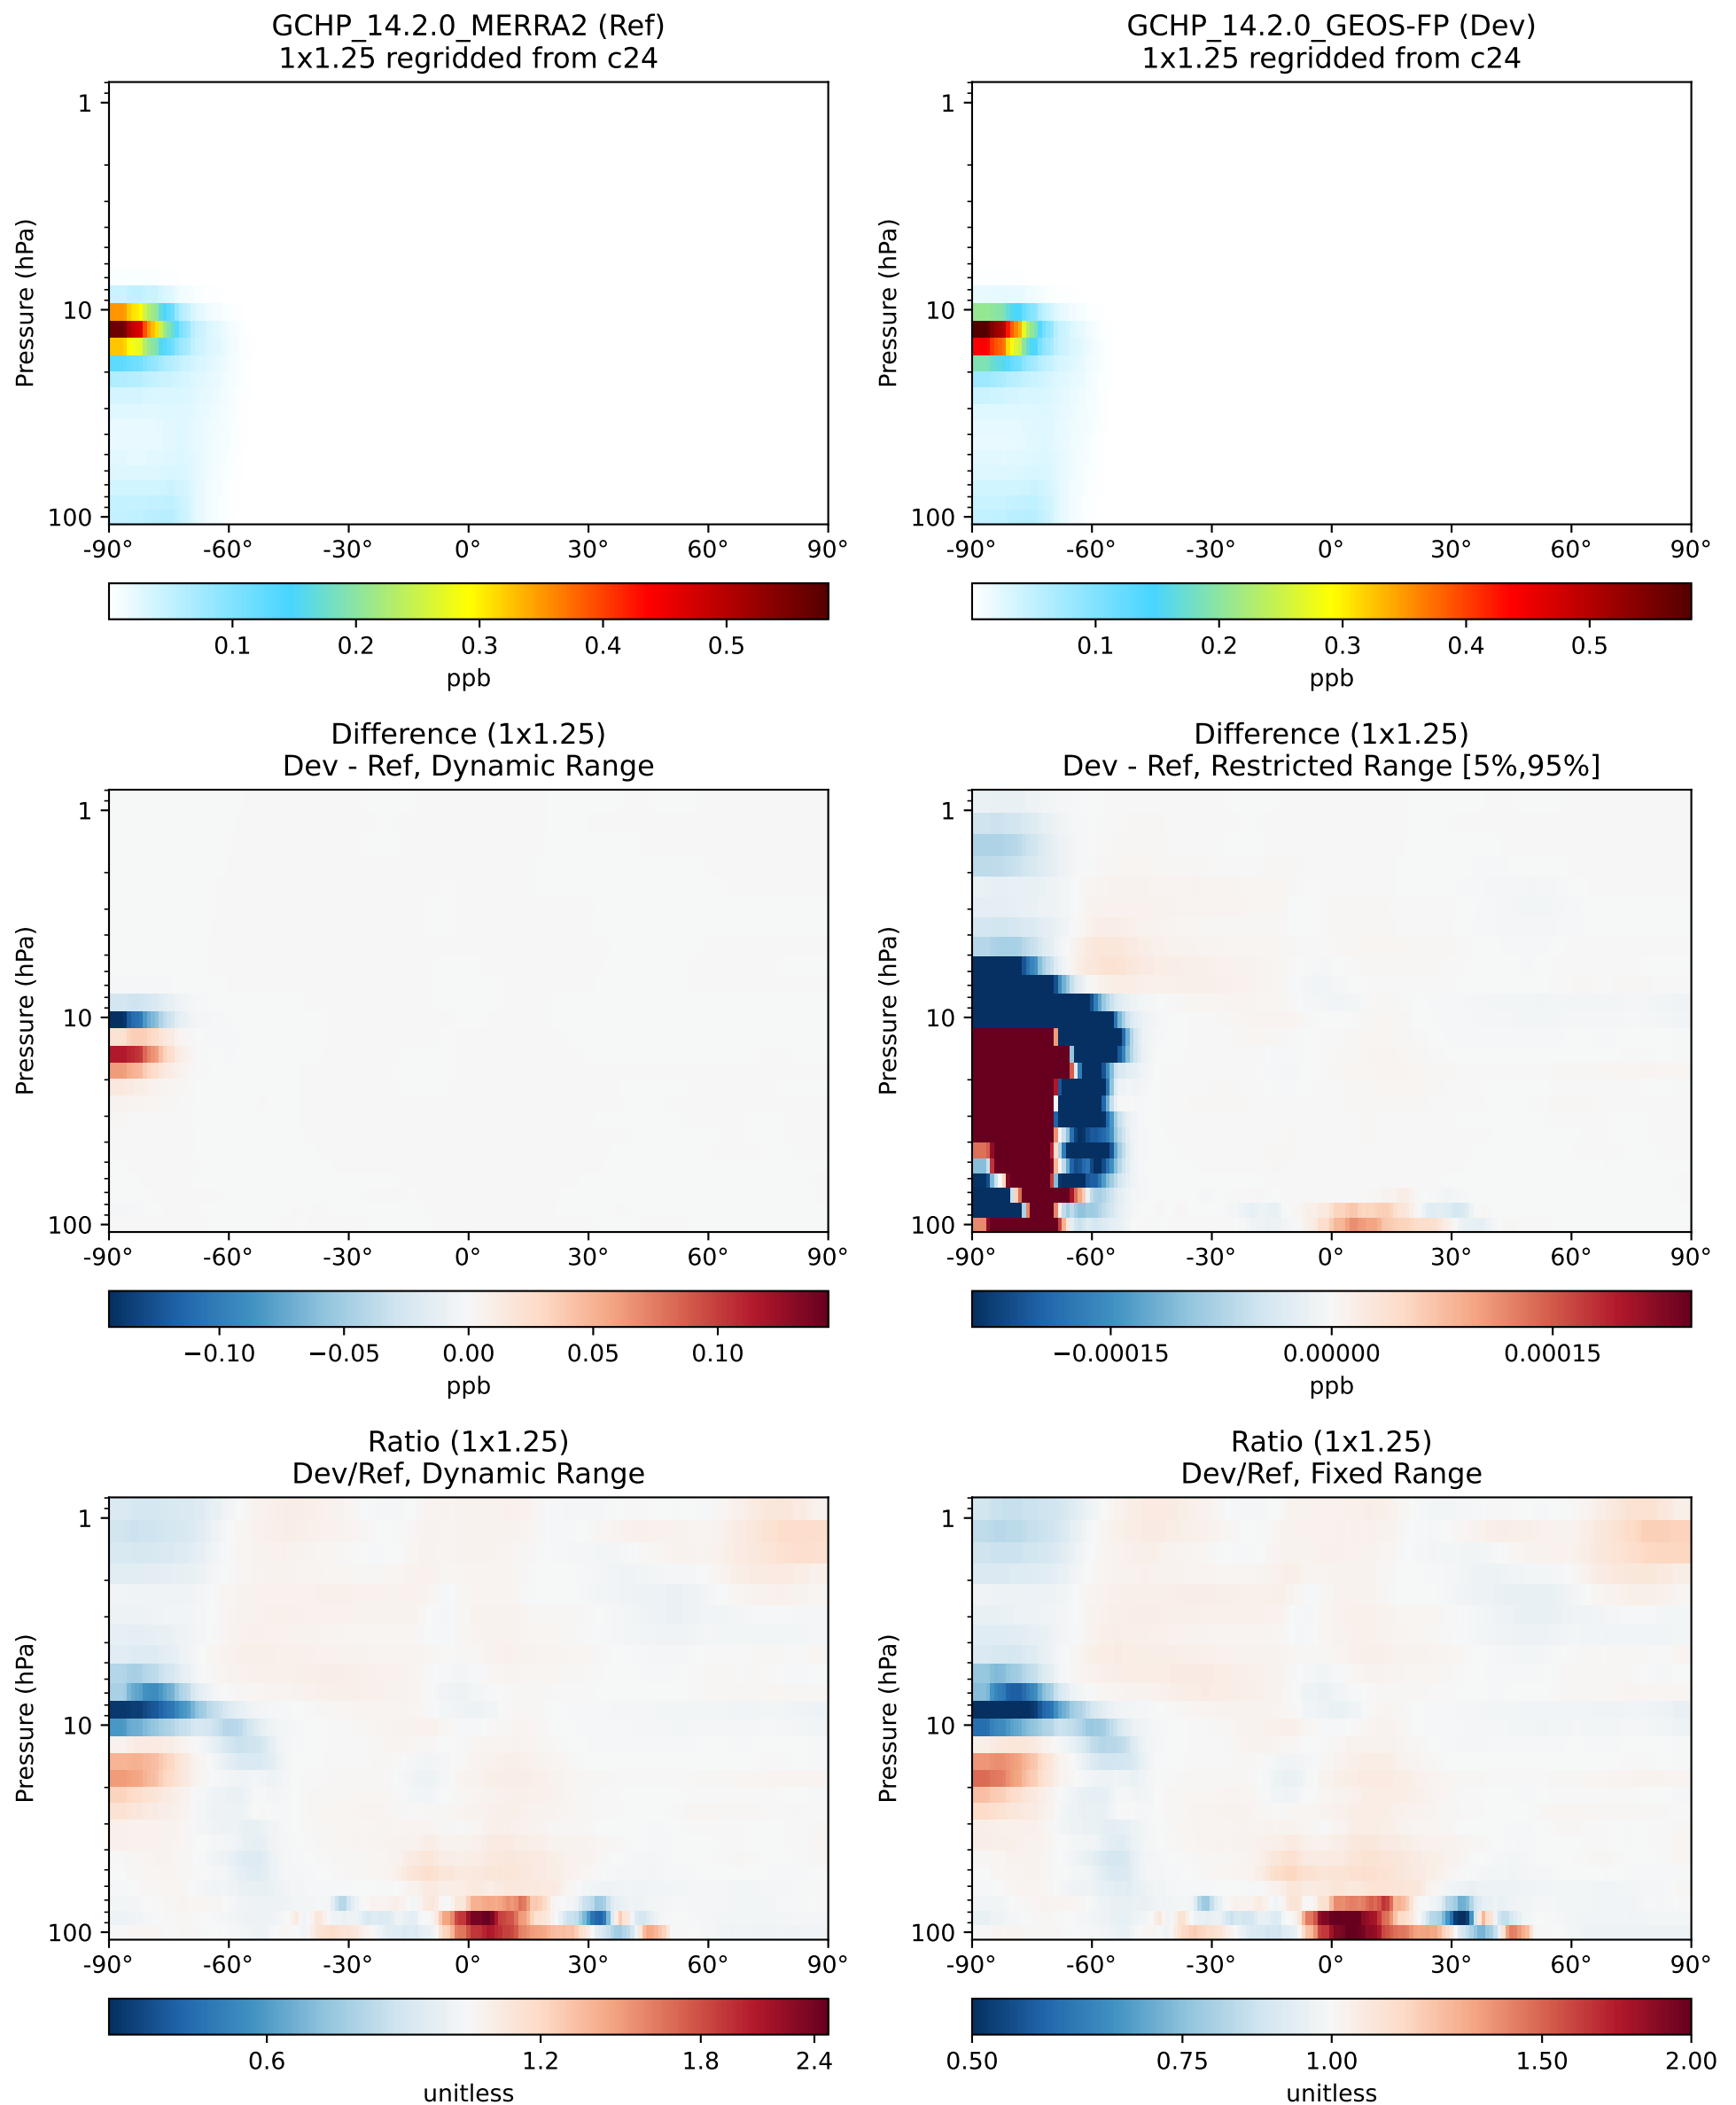 GCHP_14.2.0_MERRA2 (Ref)
1x1.25 regridded from c24
Pressure (hPa)
1
10
100
-90° -60° -30° 0° 30° 60° 90°
0.1 0.2 0.3 0.4 0.5
ppb
GCHP_14.2.0_GEOS-FP (Dev)
1x1.25 regridded from c24
Pressure (hPa)
1
10
100
-90° -60° -30° 0° 30° 60° 90°
0.1 0.2 0.3 0.4 0.5
ppb
Difference (1x1.25)
Dev - Ref, Dynamic Range
Pressure (hPa)
1
10
100
-90° -60° -30° 0° 30° 60° 90°
−0.10 −0.05 0.00 0.05 0.10
ppb
Difference (1x1.25)
Dev - Ref, Restricted Range [5%,95%]
Pressure (hPa)
1
10
100
-90° -60° -30° 0° 30° 60° 90°
−0.00015 0.00000 0.00015
ppb
Ratio (1x1.25)
Dev/Ref, Dynamic Range
Pressure (hPa)
1
10
100
-90° -60° -30° 0° 30° 60° 90°
0.6 1.2 1.8 2.4
unitless
Ratio (1x1.25)
Dev/Ref, Fixed Range
Pressure (hPa)
1
10
100
-90° -60° -30° 0° 30° 60° 90°
0.50 0.75 1.00 1.50 2.00
unitless